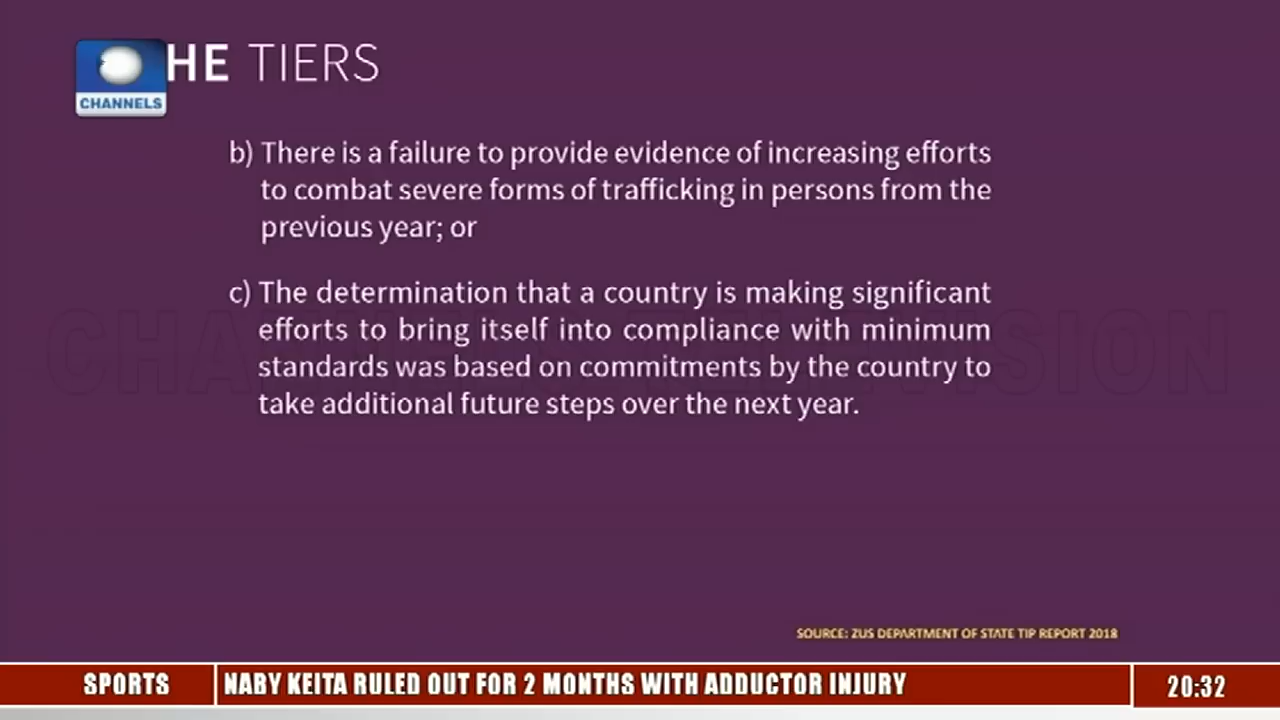 HE TIERS
CHANNELS
b) There is a failure to provide evidence of increasing efforts
to combat severe forms of trafficking in persons from the
previous year; or
c) The determination that a country is making significant
efforts to bring itself into compliance with minimum
standards was based on commitments by the country to
take additional future steps over the next year.
SOURCE: ZUS DEPARTMENT OF STATE TIP REPORT 2018
SPORTS
NABY KEITA RULED OUT FOR 2 MONTHS WITH ADDUCTOR INJURY
20:32